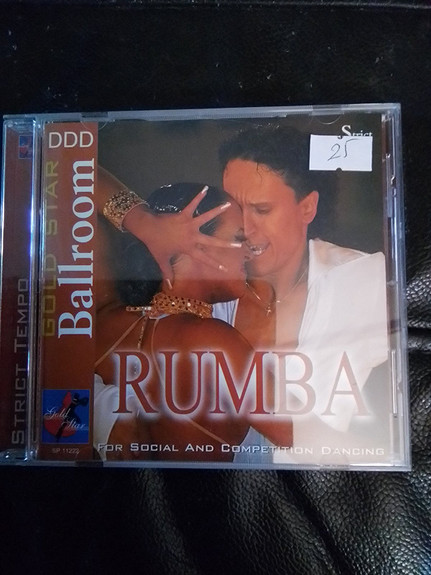 DDD
Strict
25
STRICT TEMPO
GOLD STAR
Ballroom
RUMBA
FOR SOCIAL AND COMPETITION DANCING
Gold
Star